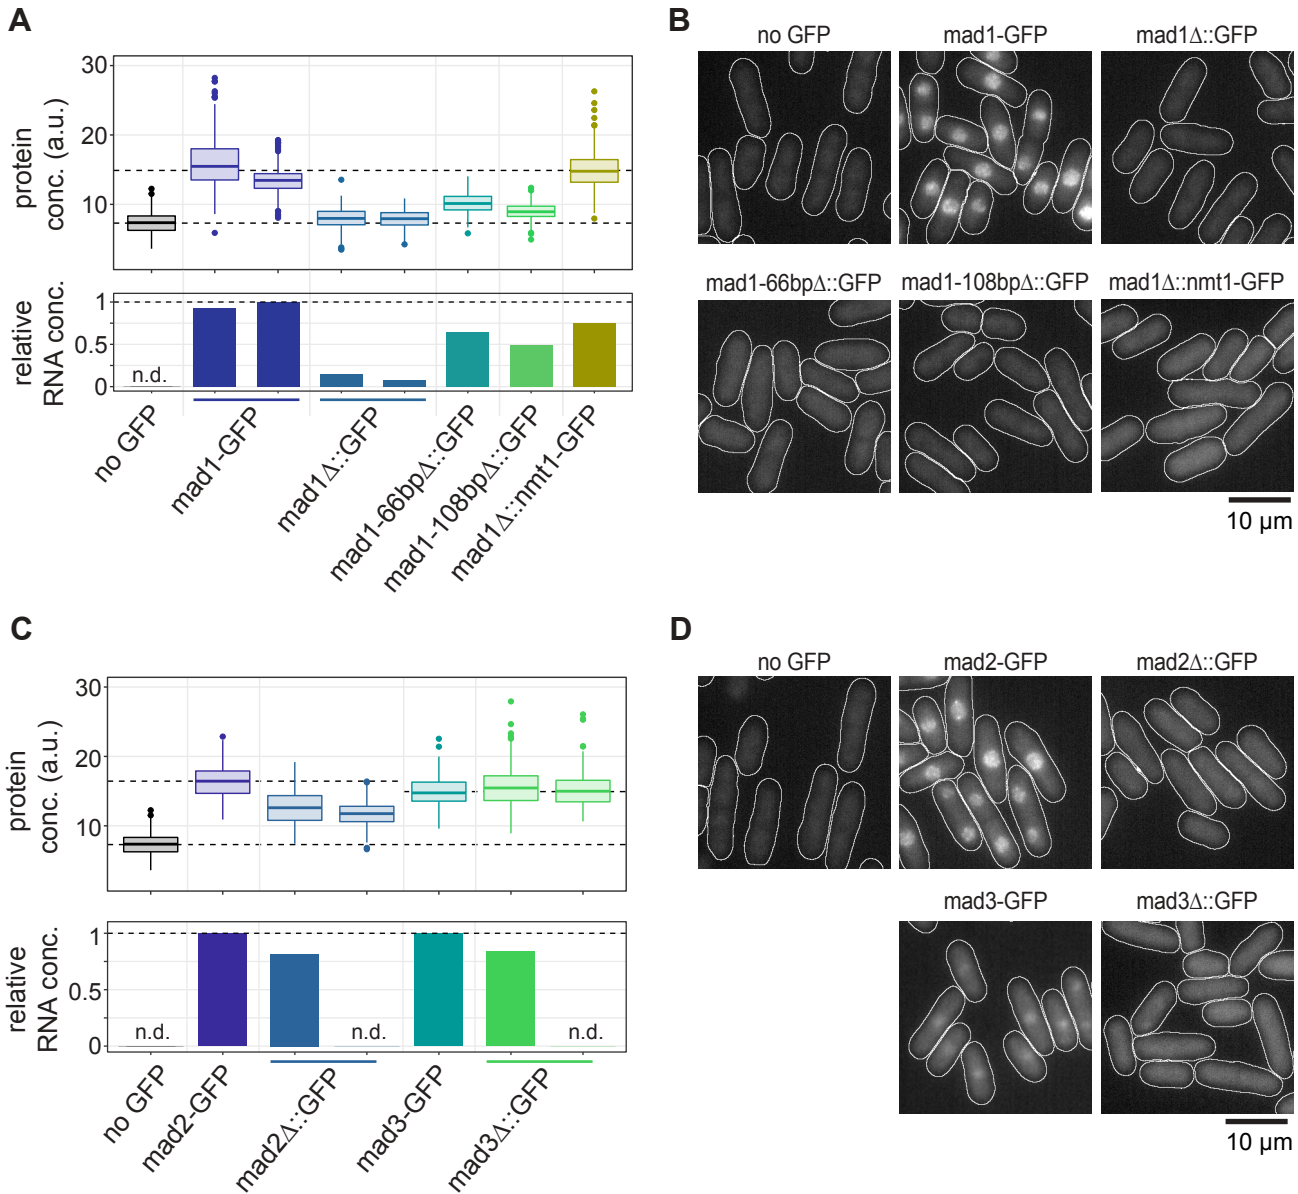 A
protein
conc. (a.u.)
30
20
10
relative
RNA conc.
1
0.5
0
n.d.
no GFP
mad1-GFP
mad1Δ::GFP
mad1-66bpΔ::GFP
mad1-108bpΔ::GFP
mad1Δ::nmt1-GFP
B
no GFP
mad1-GFP
mad1Δ::GFP
mad1-66bpΔ::GFP
mad1-108bpΔ::GFP
mad1Δ::nmt1-GFP
10 µm
C
protein
conc. (a.u.)
30
20
10
relative
RNA conc.
1
0.5
0
n.d.
n.d.
n.d.
no GFP
mad2-GFP
mad2Δ::GFP
mad3-GFP
mad3Δ::GFP
D
no GFP
mad2-GFP
mad2Δ::GFP
mad3-GFP
mad3Δ::GFP
10 µm